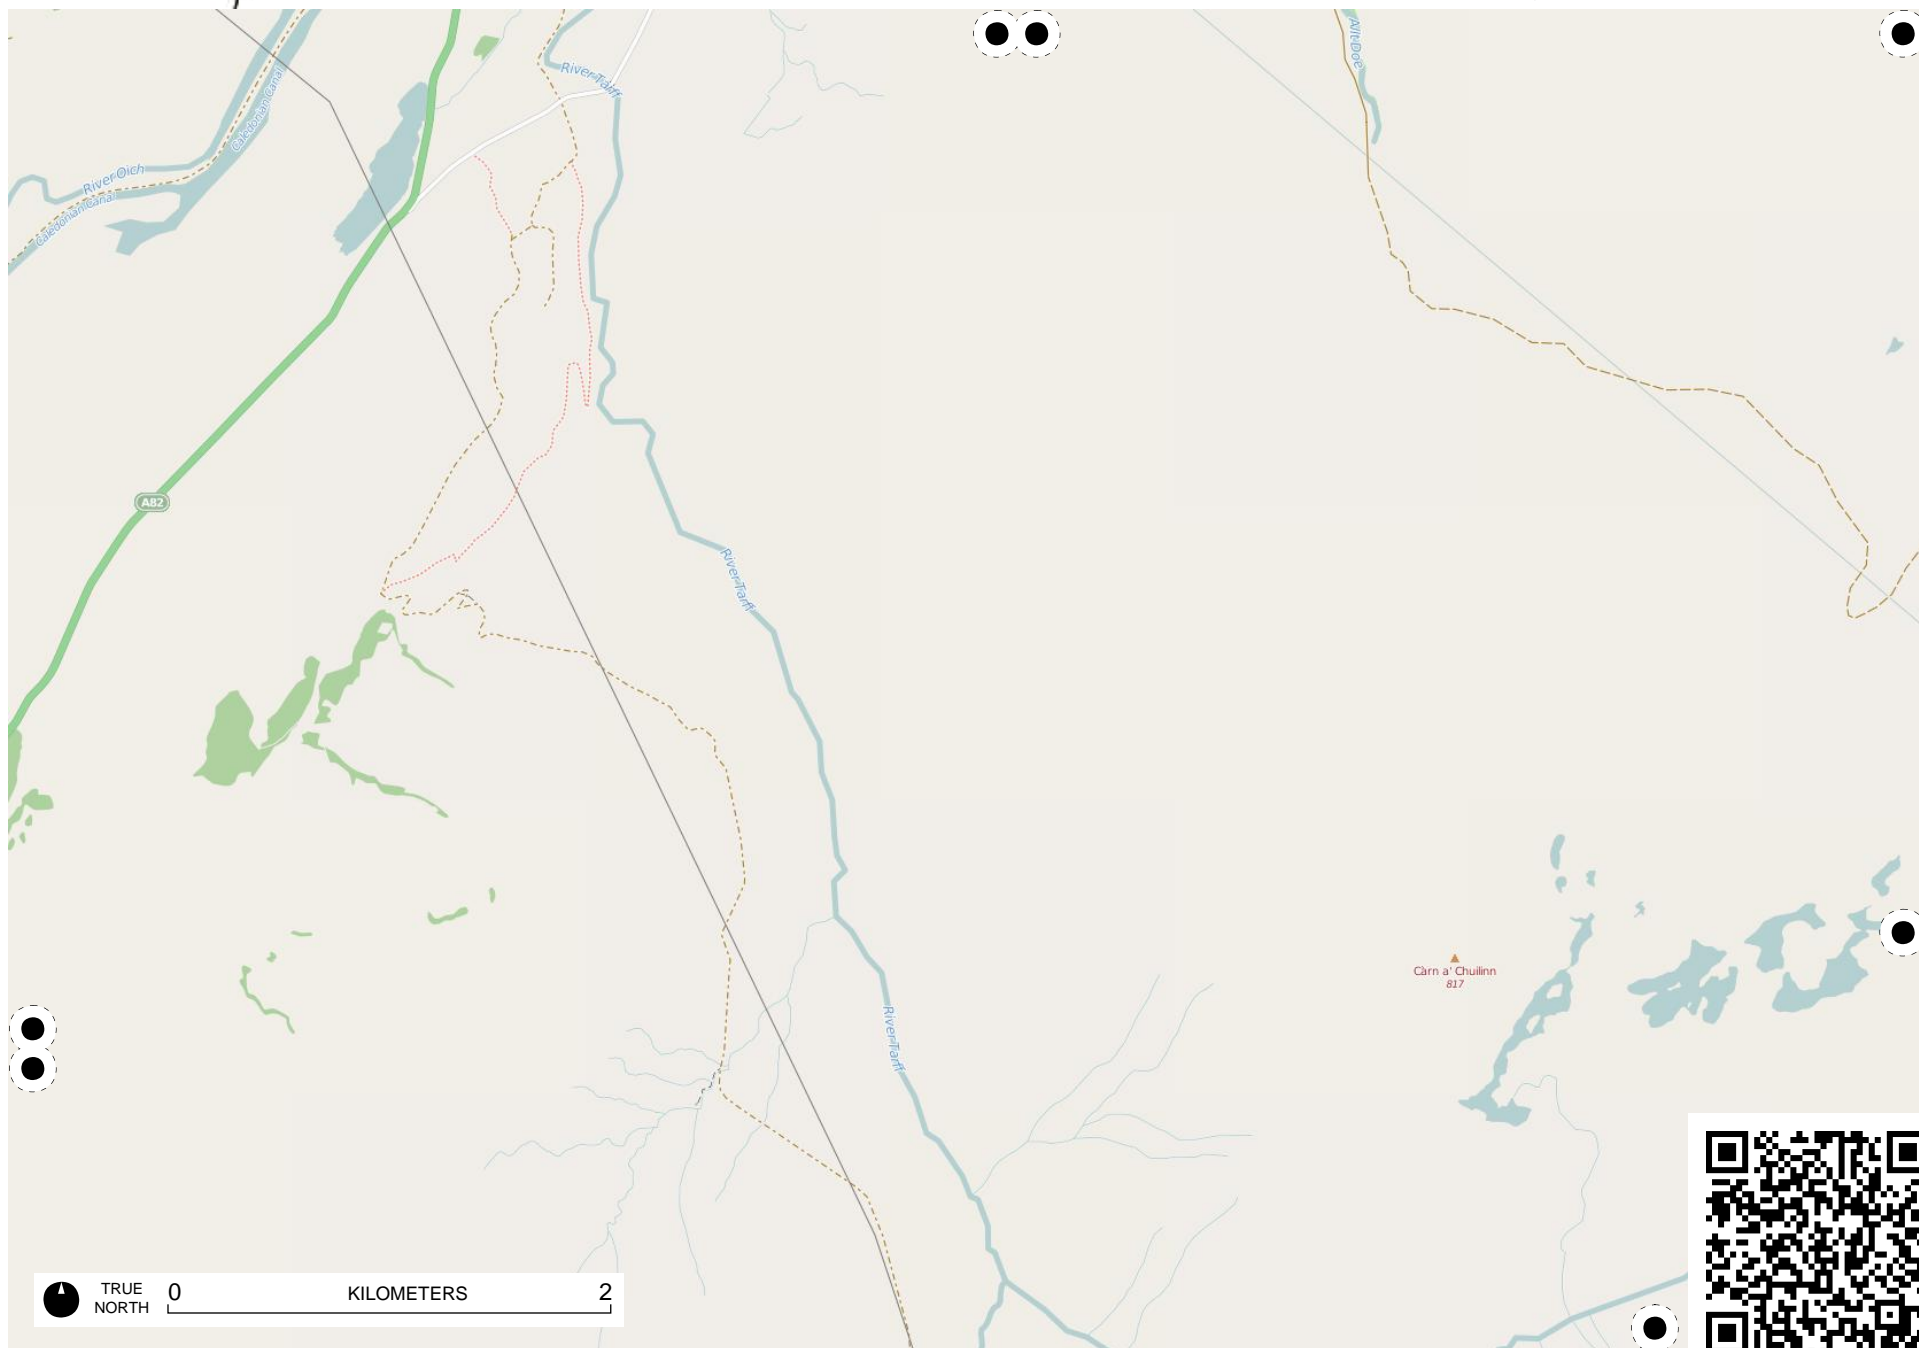 River Tarff
Allt Doe
Caledonian Canal
River Oich
Caledonian Canal
A82
River Tarff
Càrn a' Chuilinn
817
River Tarff
TRUE
NORTH
0 KILOMETERS 2